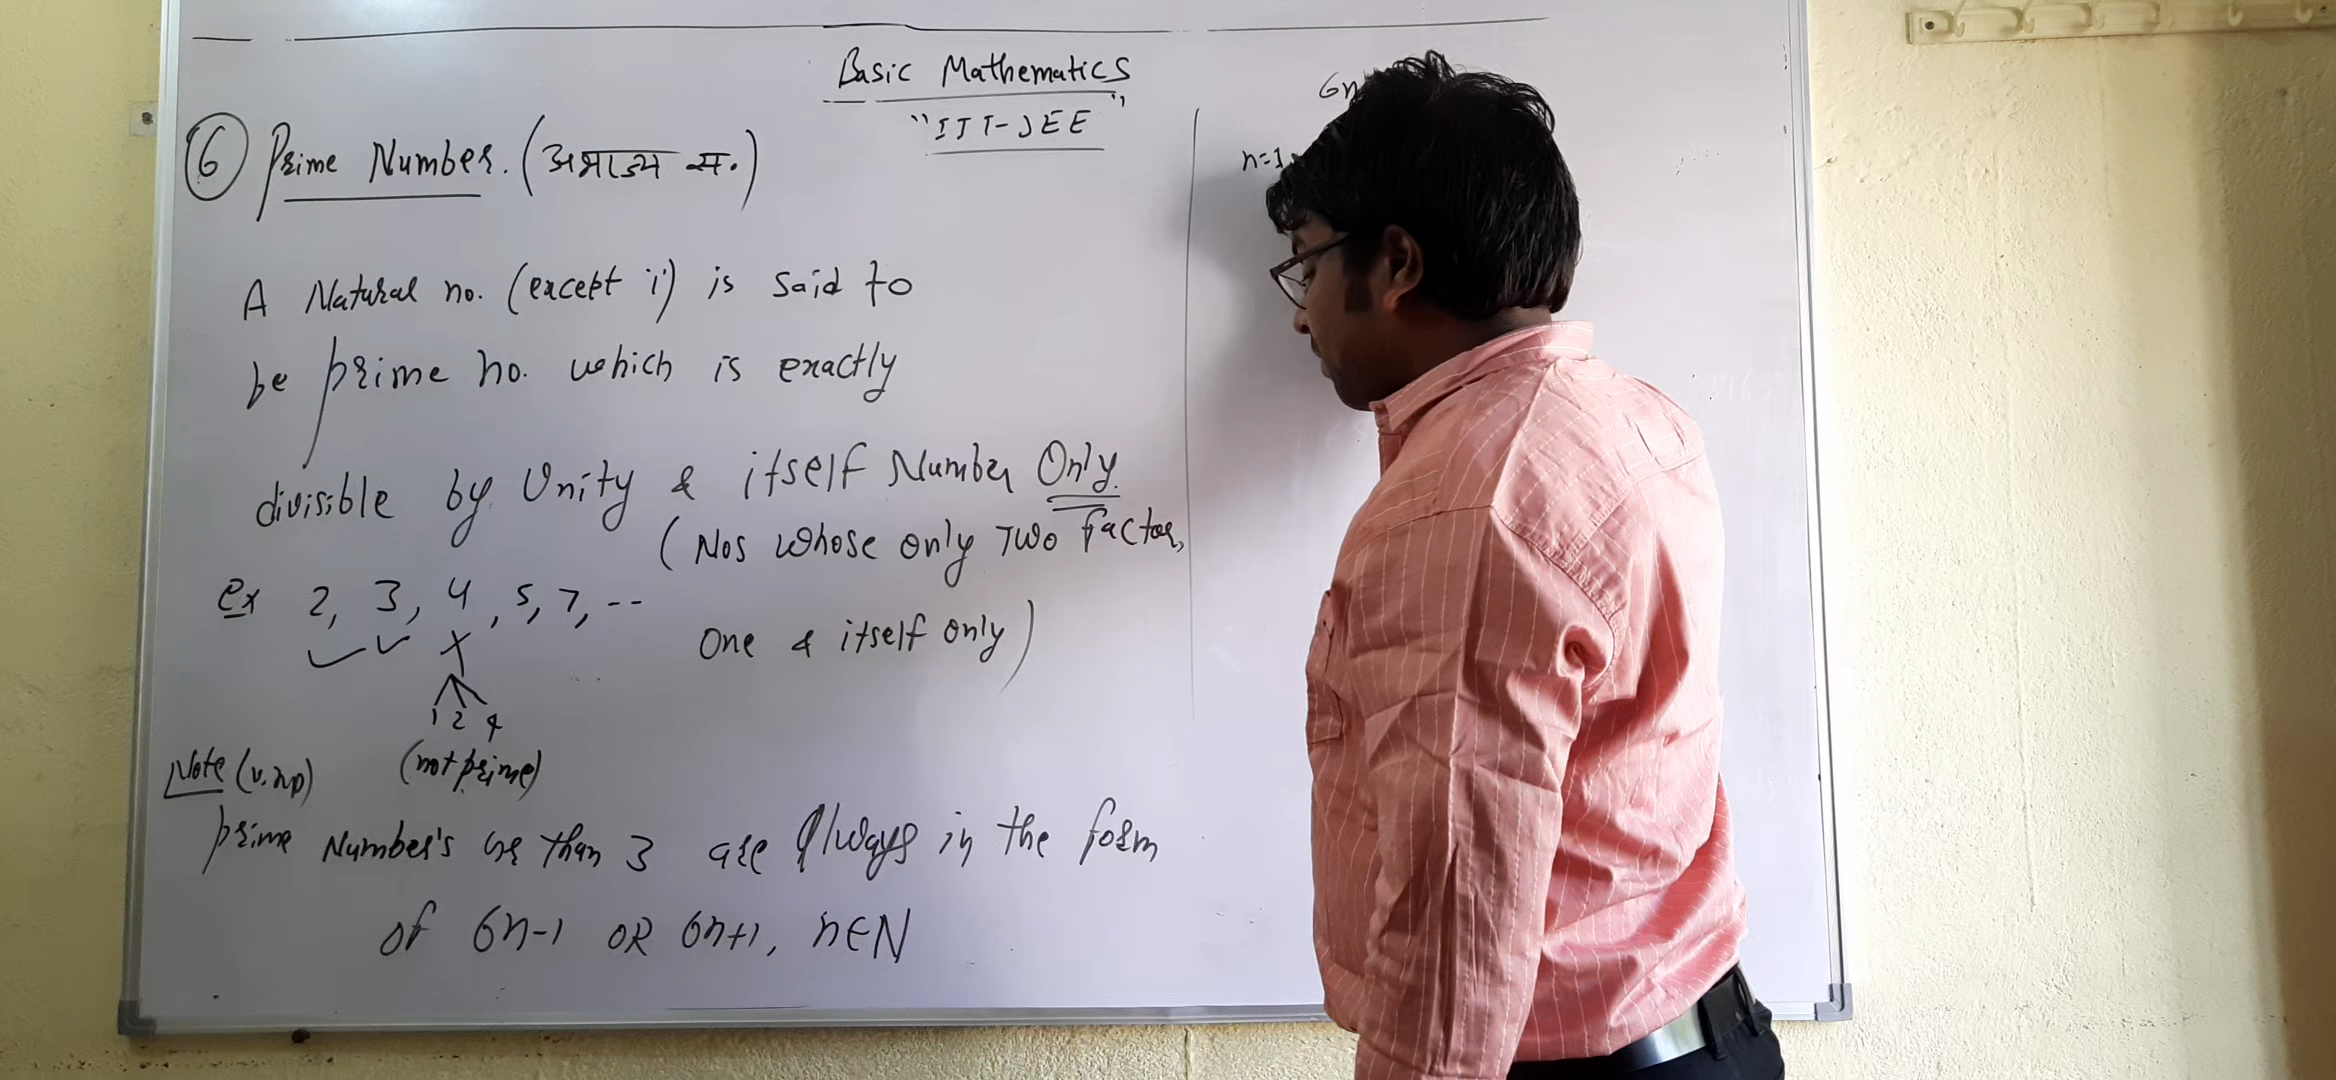 Basic Mathematics
"IIT-JEE"
6 Prime Number. (अभाज्य स.)
A Natural no. (except '1') is said to
be prime no. which is exactly
divisible by Unity & itself Number Only.
(Nos whose only Two factor,
One & itself only)
ex 2, 3, 4, 5, 7, --
1 2 4
(not prime)
Note
prime Number's than 3 are Always in the form
of 6n-1 OR 6n+1, n∈N
6n
n=1